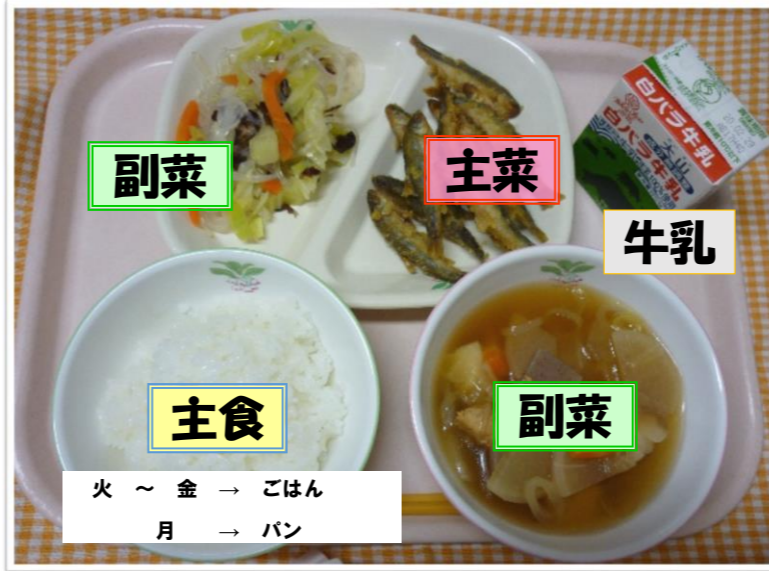 副菜
主菜
白バラ牛乳
白バラ牛乳
牛乳
主食
副菜
火 ～ 金 → ごはん
月 → パン